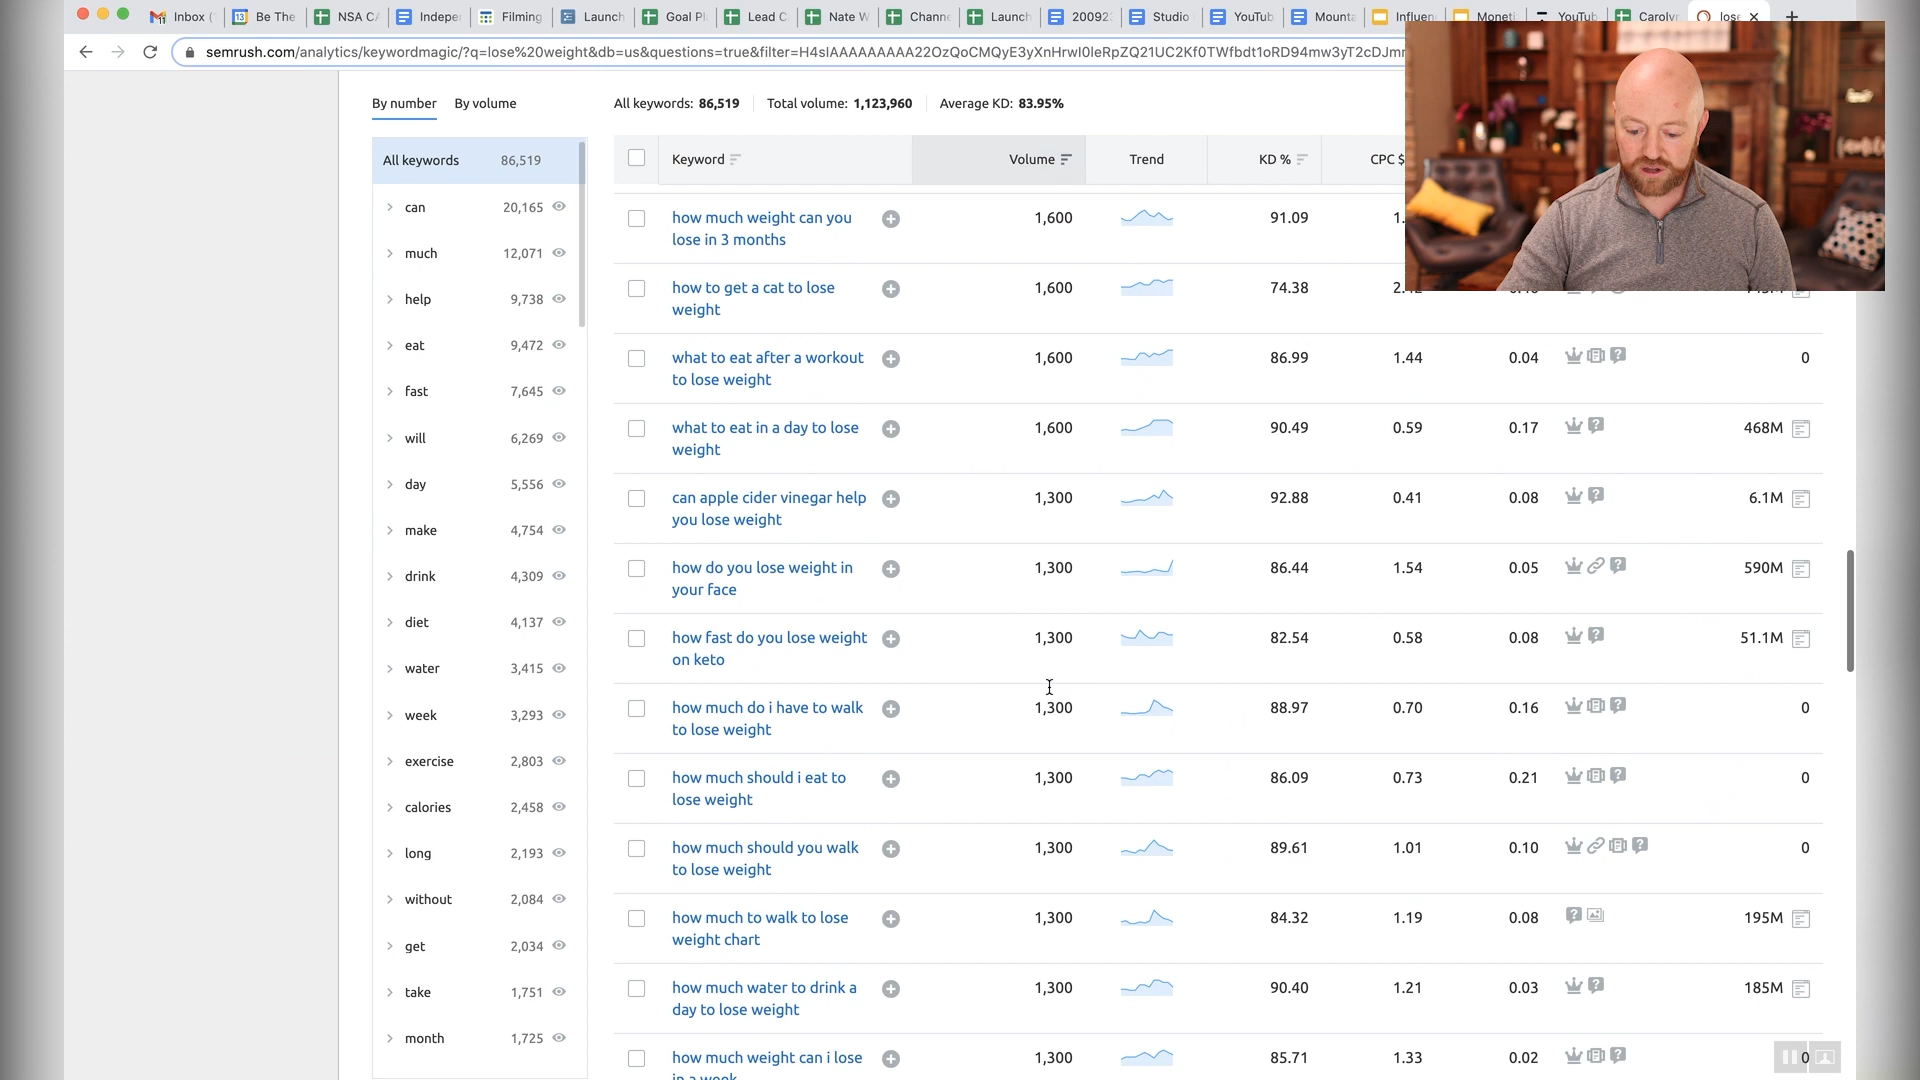 Inbox (
Be The
NSA CA
Indepe
Filming
Launch
Goal Pl
Lead C
Nate W
Chann
Launch
20092
Studio
YouTub
Mounta
Influen
Moneti
YouTub
Carolyn
lose
semrush.com/analytics/keywordmagic/?q=lose%20weight&db=us&questions=true&filter=
By number By volume
All keywords: 86,519 Total volume: 1,123,960 Average KD: 83.95%
All keywords 86,519
can 20,165
much 12,071
help 9,738
eat 9,472
fast 7,645
will 6,269
day 5,556
make 4,754
drink 4,309
diet 4,137
water 3,415
week 3,293
exercise 2,803
calories 2,458
long 2,193
without 2,084
get 2,034
take 1,751
month 1,725
Keyword Volume Trend KD % CPC $
how much weight can you 1,600 91.09 1.
lose in 3 months
how to get a cat to lose 1,600 74.38
weight
what to eat after a workout 1,600 86.99 1.44 0.04 0
to lose weight
what to eat in a day to lose 1,600 90.49 0.59 0.17 468M
weight
can apple cider vinegar help 1,300 92.88 0.41 0.08 6.1M
you lose weight
how do you lose weight in 1,300 86.44 1.54 0.05 590M
your face
how fast do you lose weight 1,300 82.54 0.58 0.08 51.1M
on keto
how much do i have to walk 1,300 88.97 0.70 0.16 0
to lose weight
how much should i eat to 1,300 86.09 0.73 0.21 0
lose weight
how much should you walk 1,300 89.61 1.01 0.10 0
to lose weight
how much to walk to lose 1,300 84.32 1.19 0.08 195M
weight chart
how much water to drink a 1,300 90.40 1.21 0.03 185M
day to lose weight
how much weight can i lose 1,300 85.71 1.33 0.02 0
in a week